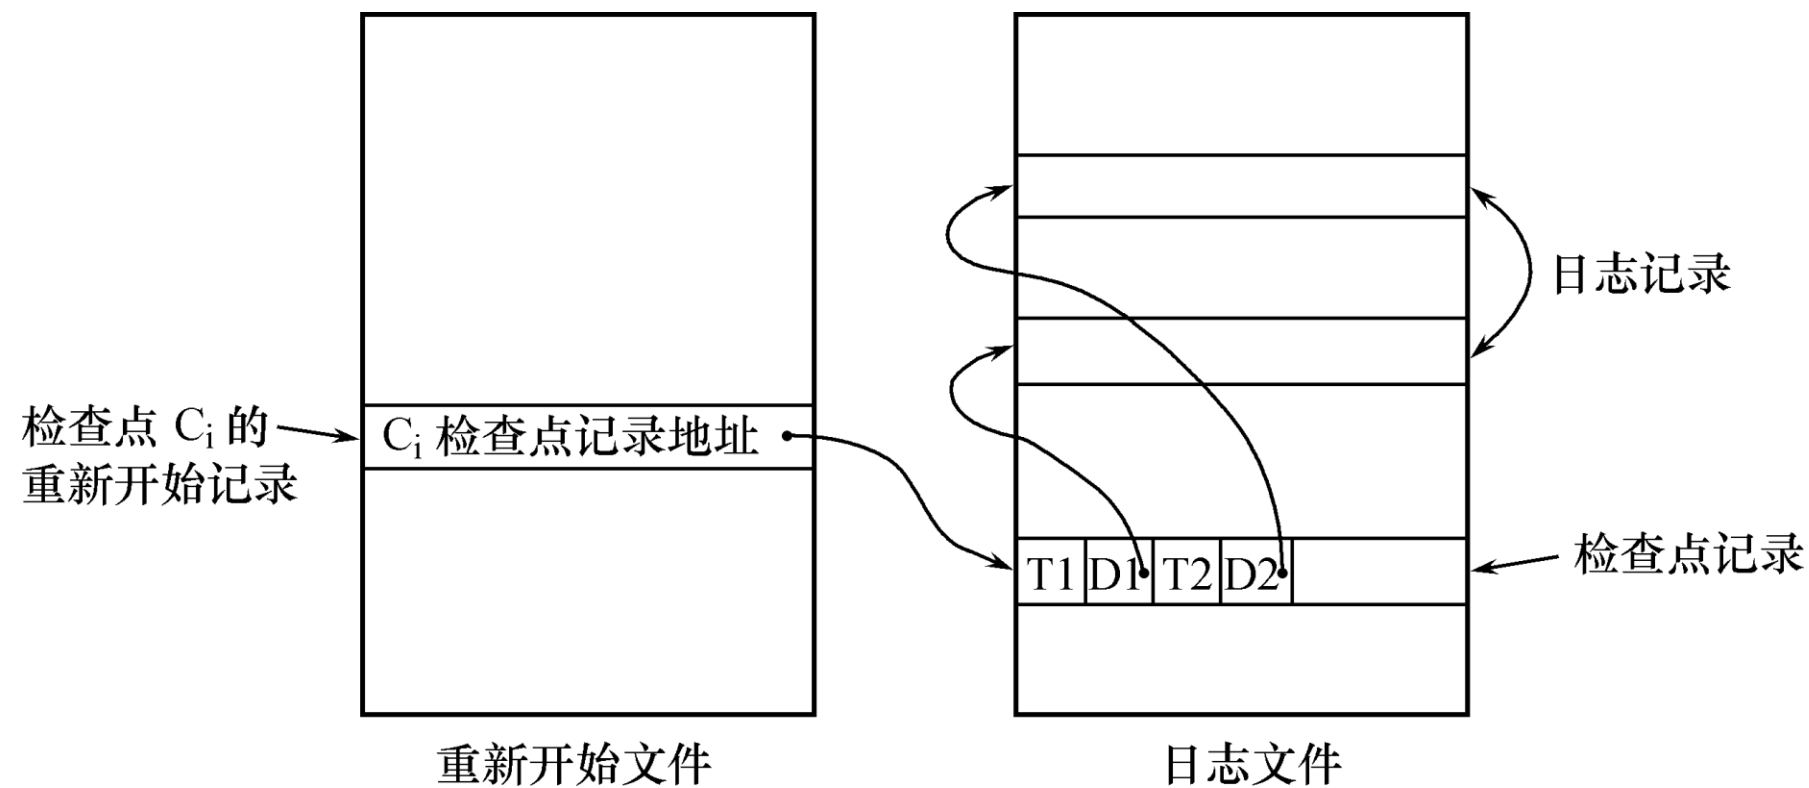 检查点 Ci 的
重新开始记录
Ci 检查点记录地址
重新开始文件
日志记录
T1 D1 T2 D2
检查点记录
日志文件